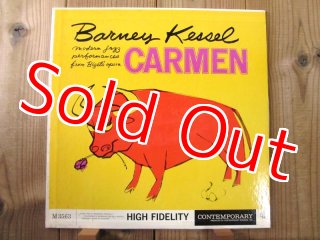 Barney Kessel
modern jazz
performances
from Bizet's opera
CARMEN
Sold Out
M3563
HIGH FIDELITY
CONTEMPORARY